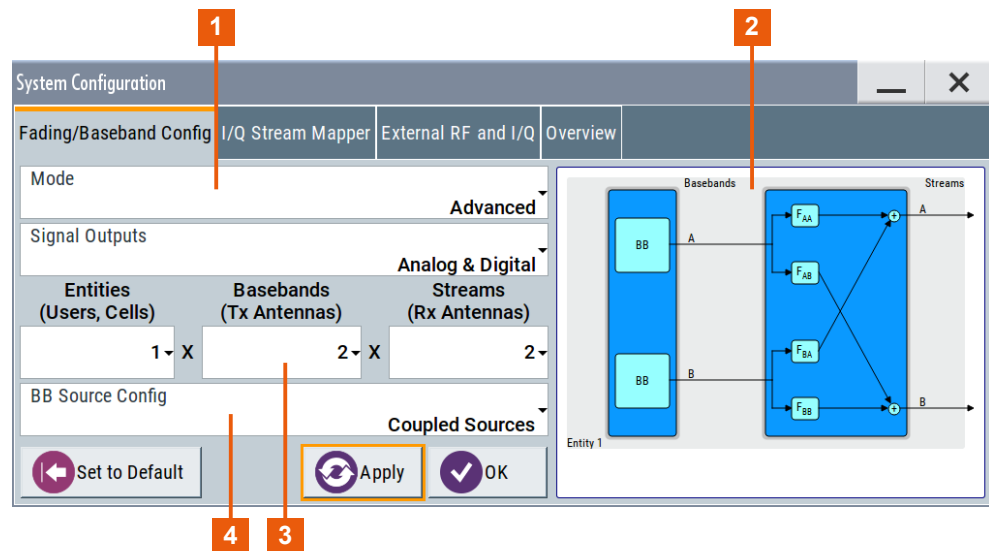 1
2
System Configuration
Fading/Baseband Config
I/Q Stream Mapper
External RF and I/Q
Overview
Mode
Advanced
Signal Outputs
Analog & Digital
Entities
(Users, Cells)
Basebands
(Tx Antennas)
Streams
(Rx Antennas)
1
X
2
X
2
BB Source Config
Coupled Sources
Set to Default
Apply
OK
Basebands
Streams
BB
A
FAA
A
FAB
FBA
BB
B
FBB
B
Entity 1
4
3